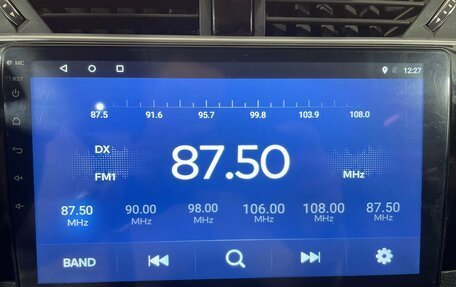 MIC
RST
12:27
87.5 91.6 95.7 99.8 103.9 108.0
DX
FM1
87.50
MHz
87.50 90.00 98.00 106.00 108.00 87.50
MHz MHz MHz MHz MHz MHz
BAND